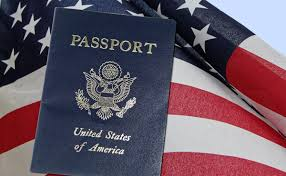 PASSPORT
United States
of America